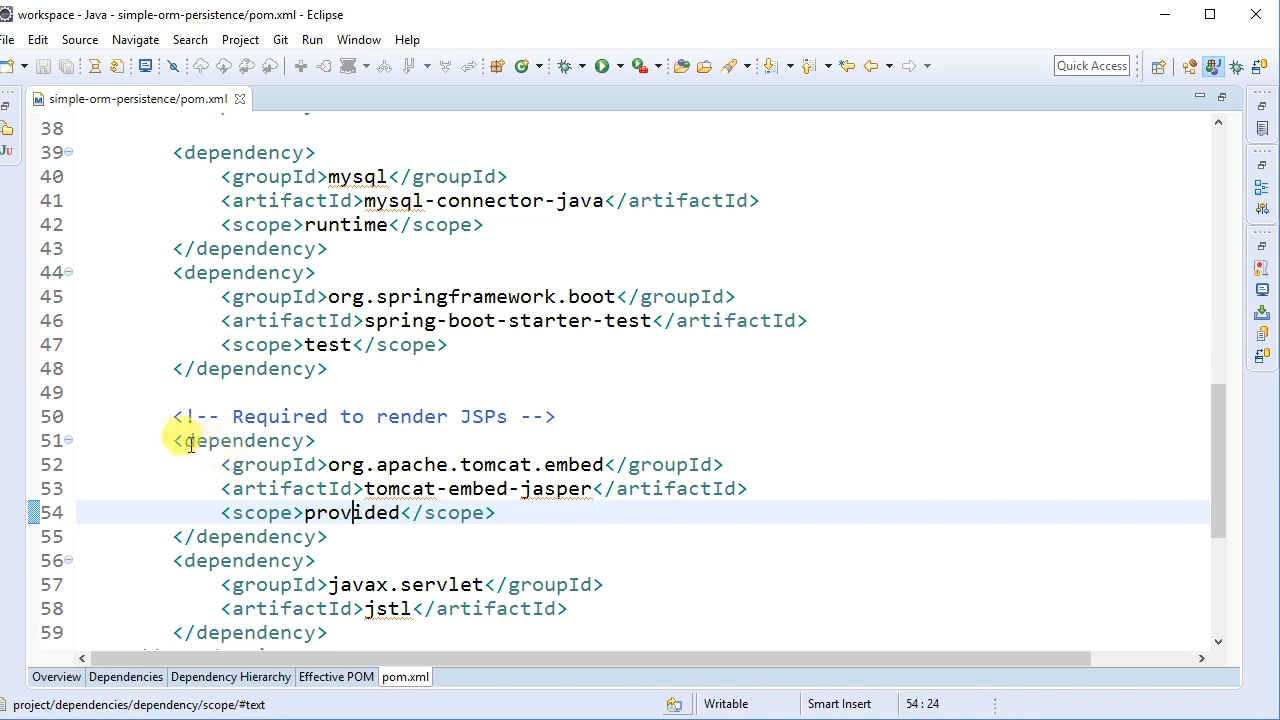 workspace - Java - simple-orm-persistence/pom.xml - Eclipse
File Edit Source Navigate Search Project Git Run Window Help
Quick Access
simple-orm-persistence/pom.xml
38
39 <dependency>
40 <groupId>mysql</groupId>
41 <artifactId>mysql-connector-java</artifactId>
42 <scope>runtime</scope>
43 </dependency>
44 <dependency>
45 <groupId>org.springframework.boot</groupId>
46 <artifactId>spring-boot-starter-test</artifactId>
47 <scope>test</scope>
48 </dependency>
49
50 <!-- Required to render JSPs -->
51 <dependency>
52 <groupId>org.apache.tomcat.embed</groupId>
53 <artifactId>tomcat-embed-jasper</artifactId>
54 <scope>provided</scope>
55 </dependency>
56 <dependency>
57 <groupId>javax.servlet</groupId>
58 <artifactId>jstl</artifactId>
59 </dependency>
Overview Dependencies Dependency Hierarchy Effective POM pom.xml
project/dependencies/dependency/scope/#text Writable Smart Insert 54 : 24